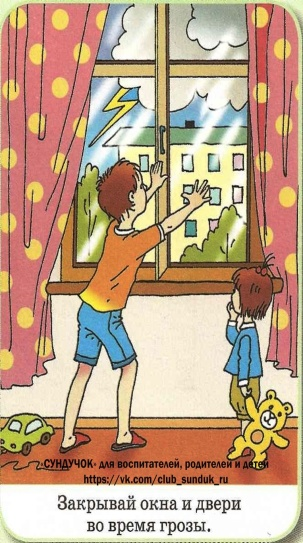 «СУНДУЧОК» для воспитателей, родителей и детей
https://vk.com/club_sunduk_ru
Закрывай окна и двери
во время грозы.